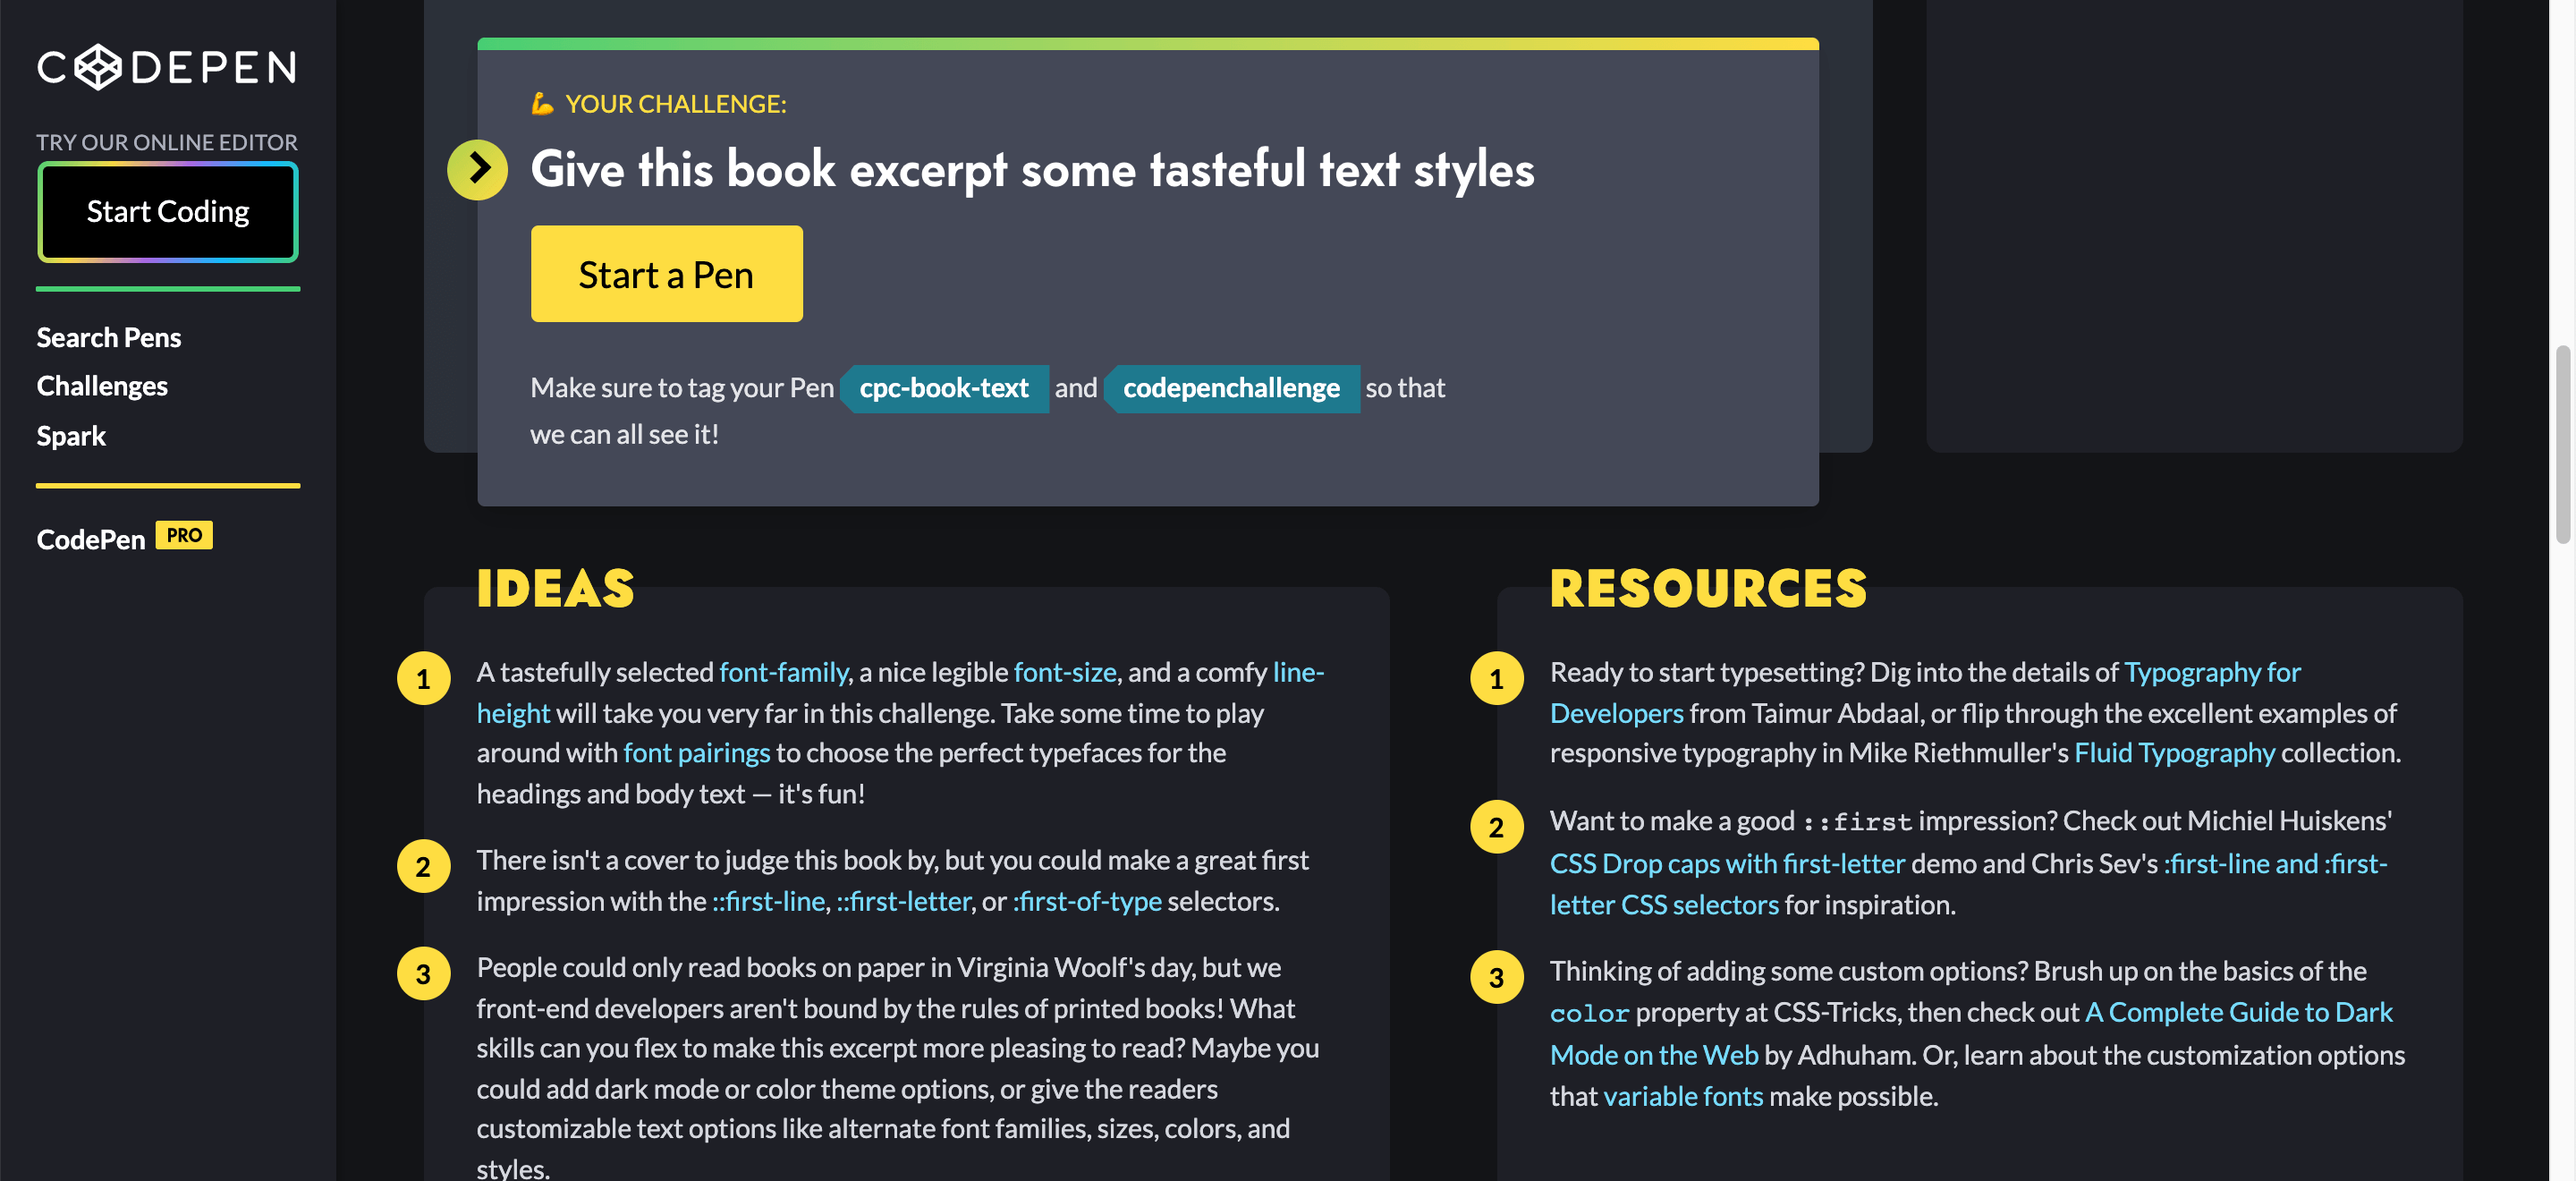 CODEPEN
TRY OUR ONLINE EDITOR
Start Coding
Search Pens
Challenges
Spark
CodePen PRO
💪 YOUR CHALLENGE:
Give this book excerpt some tasteful text styles
Start a Pen
Make sure to tag your Pen cpc-book-text and codepenchallenge so that
we can all see it!
IDEAS
1 A tastefully selected font-family, a nice legible font-size, and a comfy line-
height will take you very far in this challenge. Take some time to play
around with font pairings to choose the perfect typefaces for the
headings and body text — it's fun!
2 There isn't a cover to judge this book by, but you could make a great first
impression with the ::first-line, ::first-letter, or :first-of-type selectors.
3 People could only read books on paper in Virginia Woolf's day, but we
front-end developers aren't bound by the rules of printed books! What
skills can you flex to make this excerpt more pleasing to read? Maybe you
could add dark mode or color theme options, or give the readers
customizable text options like alternate font families, sizes, colors, and
styles.
RESOURCES
1 Ready to start typesetting? Dig into the details of Typography for
Developers from Taimur Abdaal, or flip through the excellent examples of
responsive typography in Mike Riethmuller's Fluid Typography collection.
2 Want to make a good ::first impression? Check out Michiel Huiskens'
CSS Drop caps with first-letter demo and Chris Sev's :first-line and :first-
letter CSS selectors for inspiration.
3 Thinking of adding some custom options? Brush up on the basics of the
color property at CSS-Tricks, then check out A Complete Guide to Dark
Mode on the Web by Adhuham. Or, learn about the customization options
that variable fonts make possible.